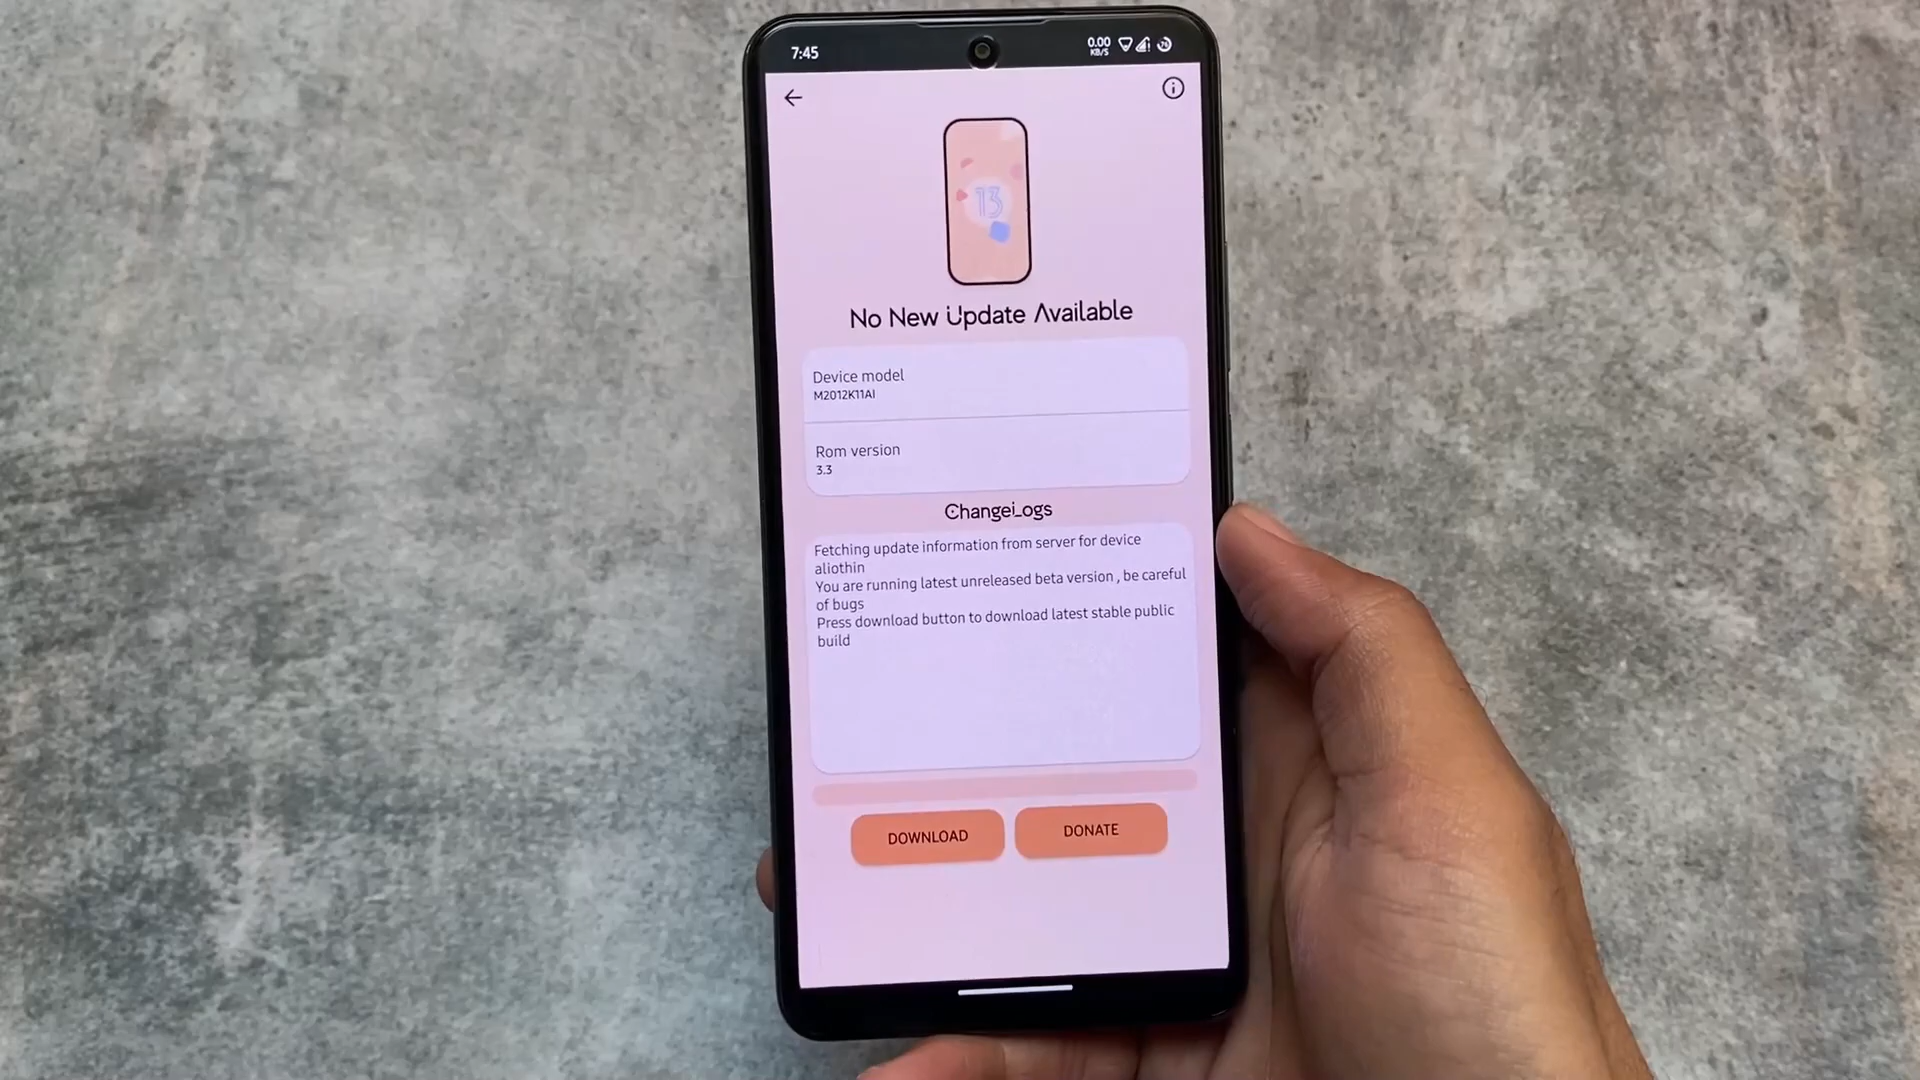 7:45
0.00
KB/S
13
No New Update Available
Device model
M2012K11AI
Rom version
3.3
ChangeLogs
Fetching update information from server for device
aliothin
You are running latest unreleased beta version , be careful
of bugs
Press download button to download latest stable public
build
DOWNLOAD
DONATE